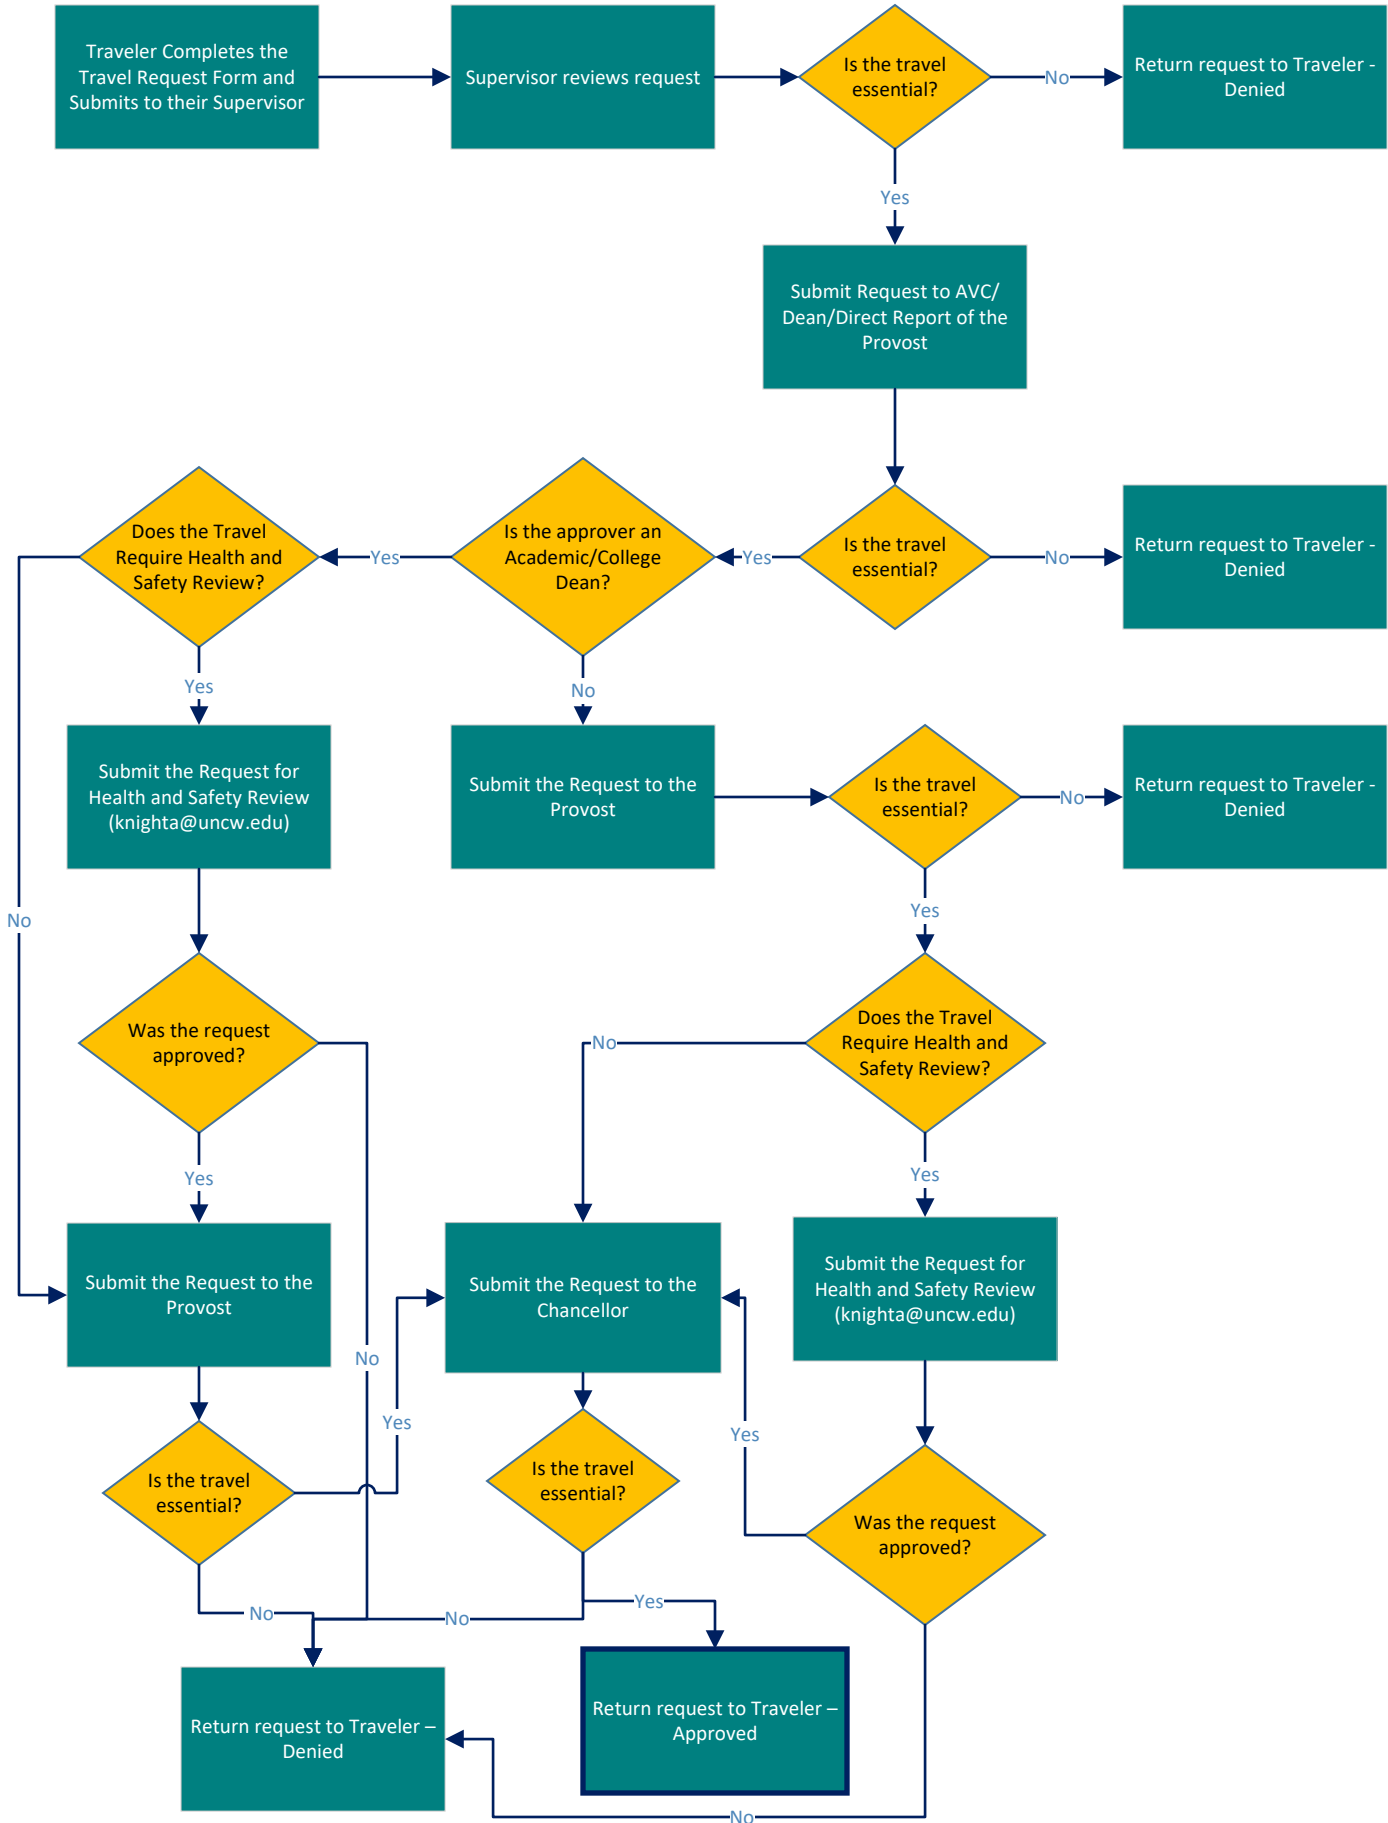 Traveler Completes the
Travel Request Form and
Submits to their Supervisor
Supervisor reviews request
Is the travel
essential?
No
Return request to Traveler -
Denied
Yes
Submit Request to AVC/
Dean/Direct Report of the
Provost
Does the Travel
Require Health and
Safety Review?
Yes
Is the approver an
Academic/College
Dean?
Yes
Is the travel
essential?
No
Return request to Traveler -
Denied
Yes
No
Submit the Request for
Health and Safety Review
(knighta@uncw.edu)
Submit the Request to the
Provost
Is the travel
essential?
No
Return request to Traveler -
Denied
No
Yes
Was the request
approved?
No
Does the Travel
Require Health and
Safety Review?
Yes
Yes
Submit the Request to the
Provost
Submit the Request to the
Chancellor
Submit the Request for
Health and Safety Review
(knighta@uncw.edu)
No
Yes
Yes
Is the travel
essential?
Is the travel
essential?
Was the request
approved?
No
No
Yes
Return request to Traveler –
Denied
Return request to Traveler –
Approved
No